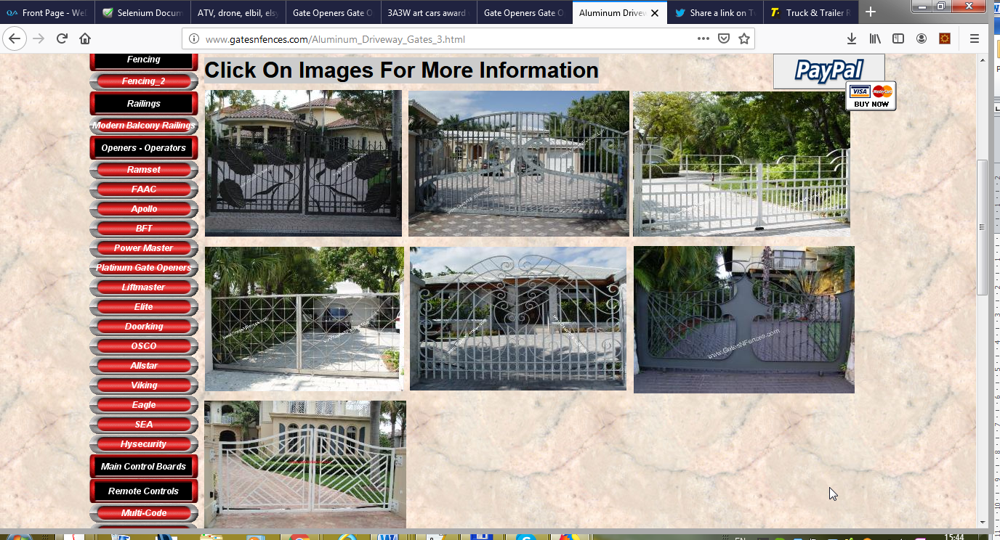 Front Page - We
Selenium Docum
ATV, drone, elbil, els
Gate Openers Gate O
3A3W art cars award
Gate Openers Gate O
Aluminum Drivew
Share a link on T
Truck & Trailer R
www.gatesnfences.com/Aluminum_Driveway_Gates_3.html
Fencing
Fencing_2
Railings
Modern Balcony Railings
Openers - Operators
Ramset
FAAC
Apollo
BFT
Power Master
Platinum Gate Openers
Liftmaster
Elite
Doorking
OSCO
Allstar
Viking
Eagle
SEA
Hysecurity
Main Control Boards
Remote Controls
Multi-Code
Click On Images For More Information
PayPal
VISA
MasterCard
BUY NOW
www.GatesNFences.com
EN
15:44